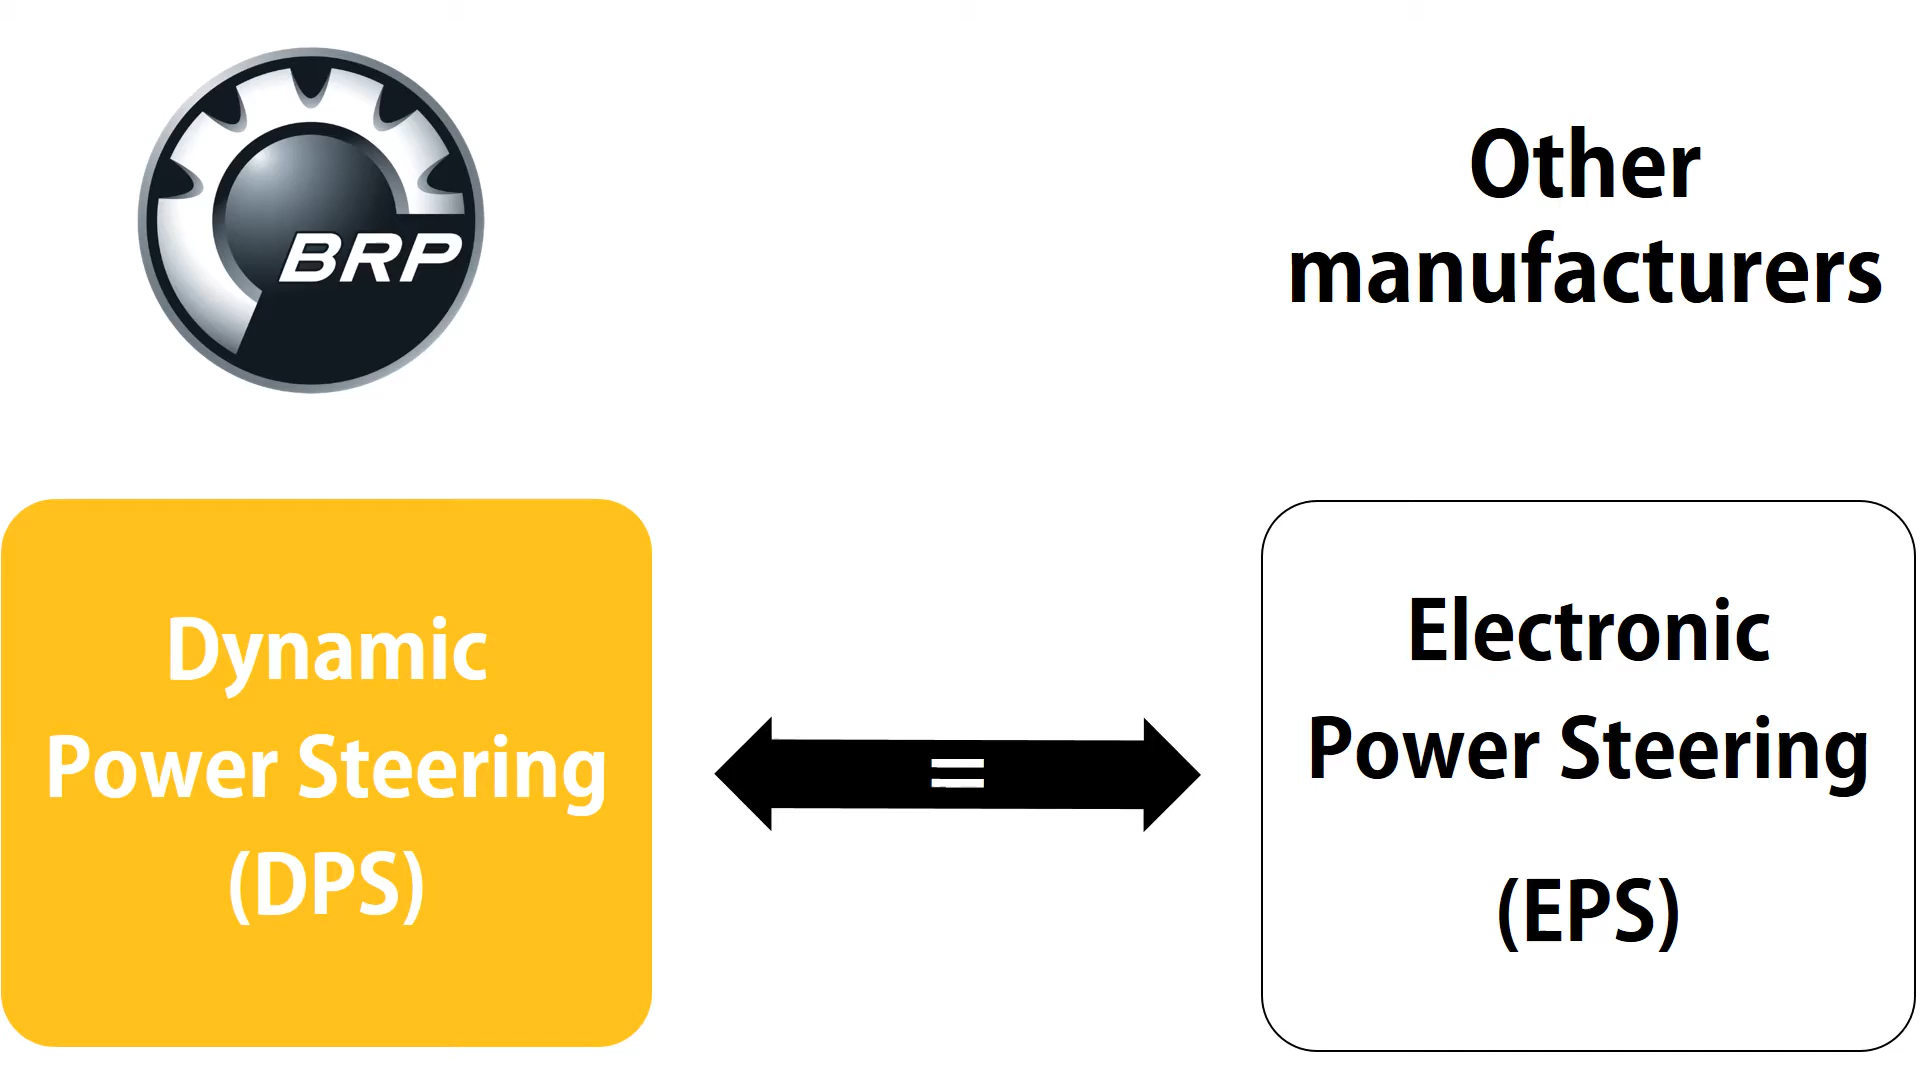 BRP
Other
manufacturers
Dynamic
Power Steering
(DPS)
=
Electronic
Power Steering
(EPS)